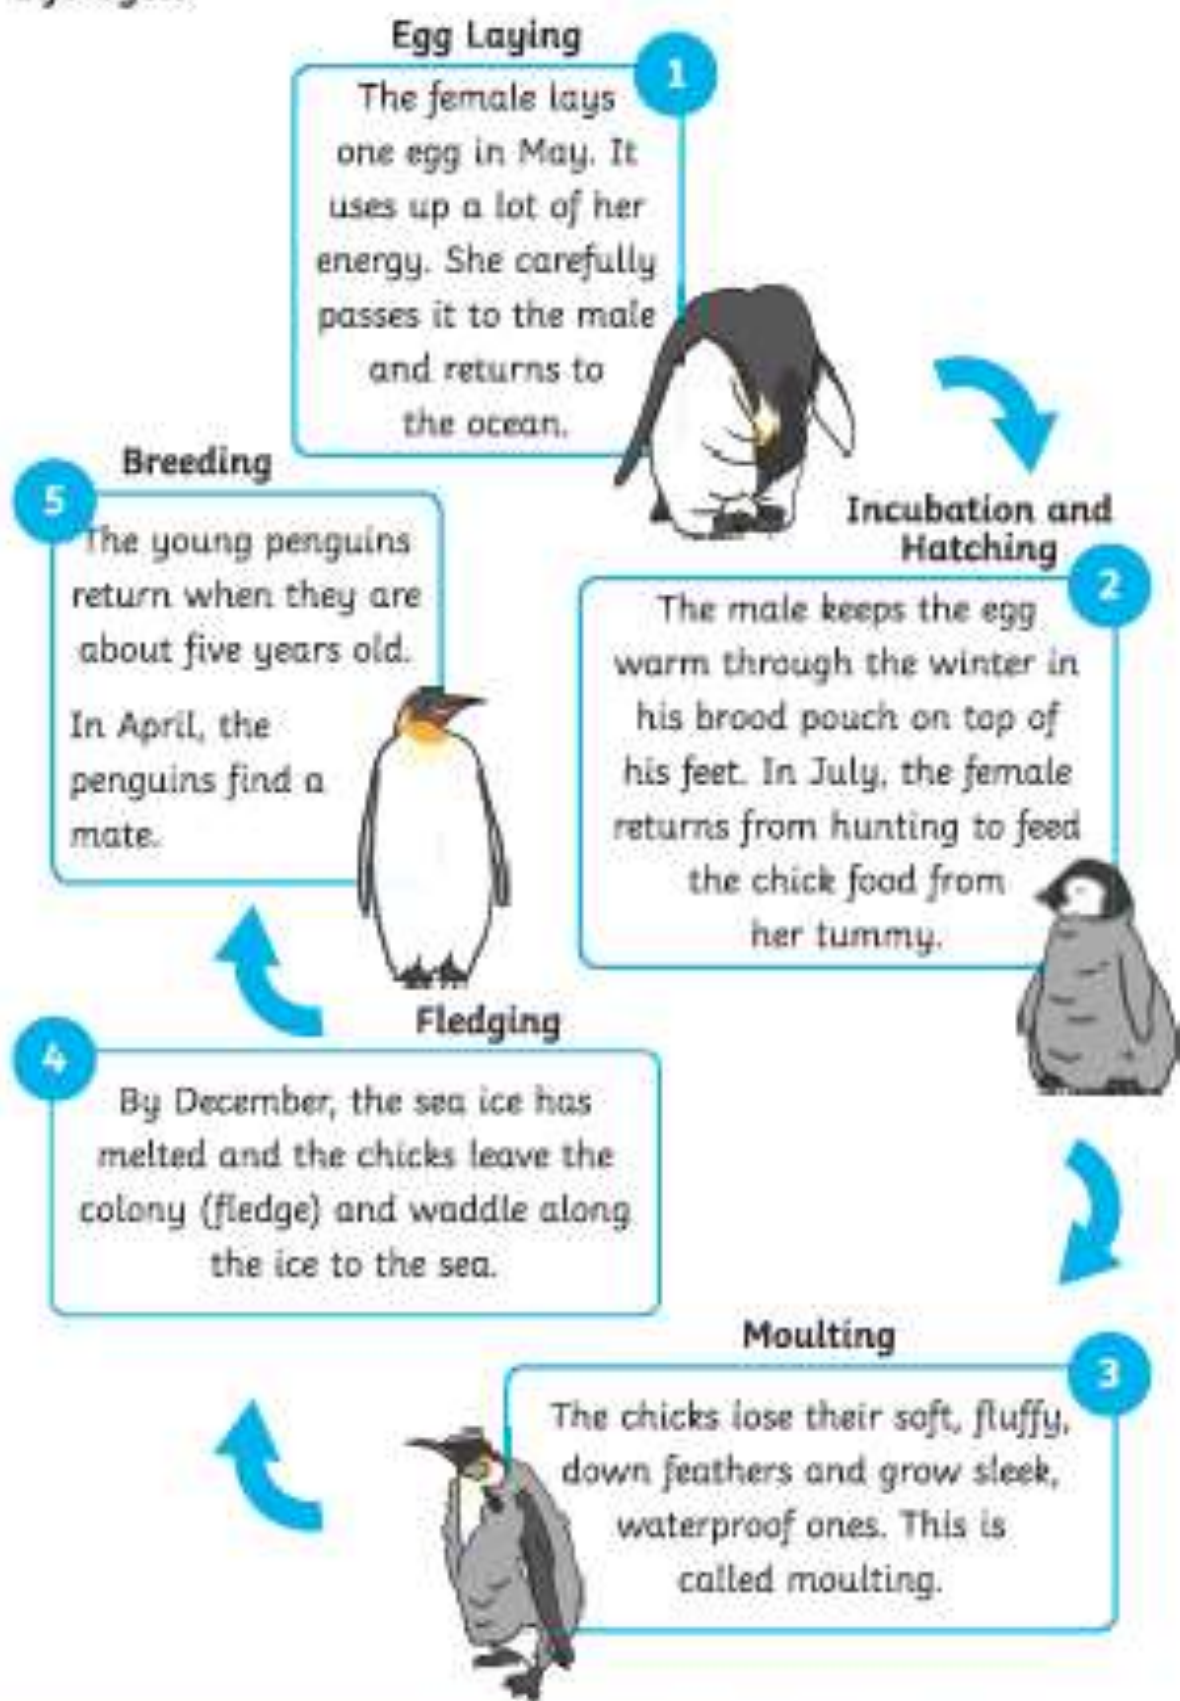 Egg Laying
1
The female lays
one egg in May. It
uses up a lot of her
energy. She carefully
passes it to the male
and returns to
the ocean.
Incubation and
Hatching
2
The male keeps the egg
warm through the winter in
his brood pouch on top of
his feet. In July, the female
returns from hunting to feed
the chick food from
her tummy.
Moulting
3
The chicks lose their soft, fluffy,
down feathers and grow sleek,
waterproof ones. This is
called moulting.
Fledging
4
By December, the sea ice has
melted and the chicks leave the
colony (fledge) and waddle along
the ice to the sea.
Breeding
5
The young penguins
return when they are
about five years old.
In April, the
penguins find a
mate.